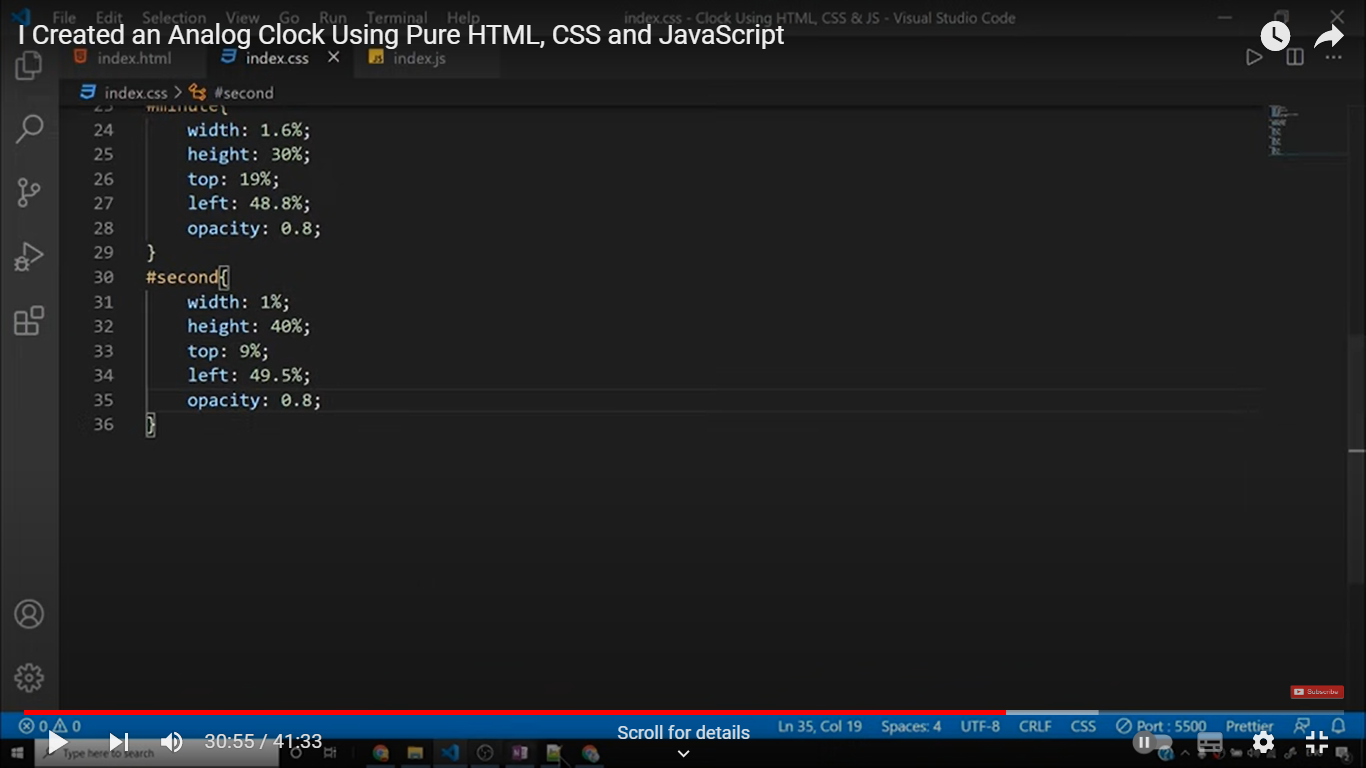 File Edit Selection View Go Run Terminal Help index.css - Clock Using HTML, CSS & JS - Visual Studio Code
I Created an Analog Clock Using Pure HTML, CSS and JavaScript
index.html index.css JS index.js
index.css > #second
23 #minute{
24 width: 1.6%;
25 height: 30%;
26 top: 19%;
27 left: 48.8%;
28 opacity: 0.8;
29 }
30 #second{
31 width: 1%;
32 height: 40%;
33 top: 9%;
34 left: 49.5%;
35 opacity: 0.8;
36 }
Subscribe
0 0 Ln 35, Col 19 Spaces: 4 UTF-8 CRLF CSS Port : 5500 Prettier
Scroll for details
30:55 / 41:33
Type here to search